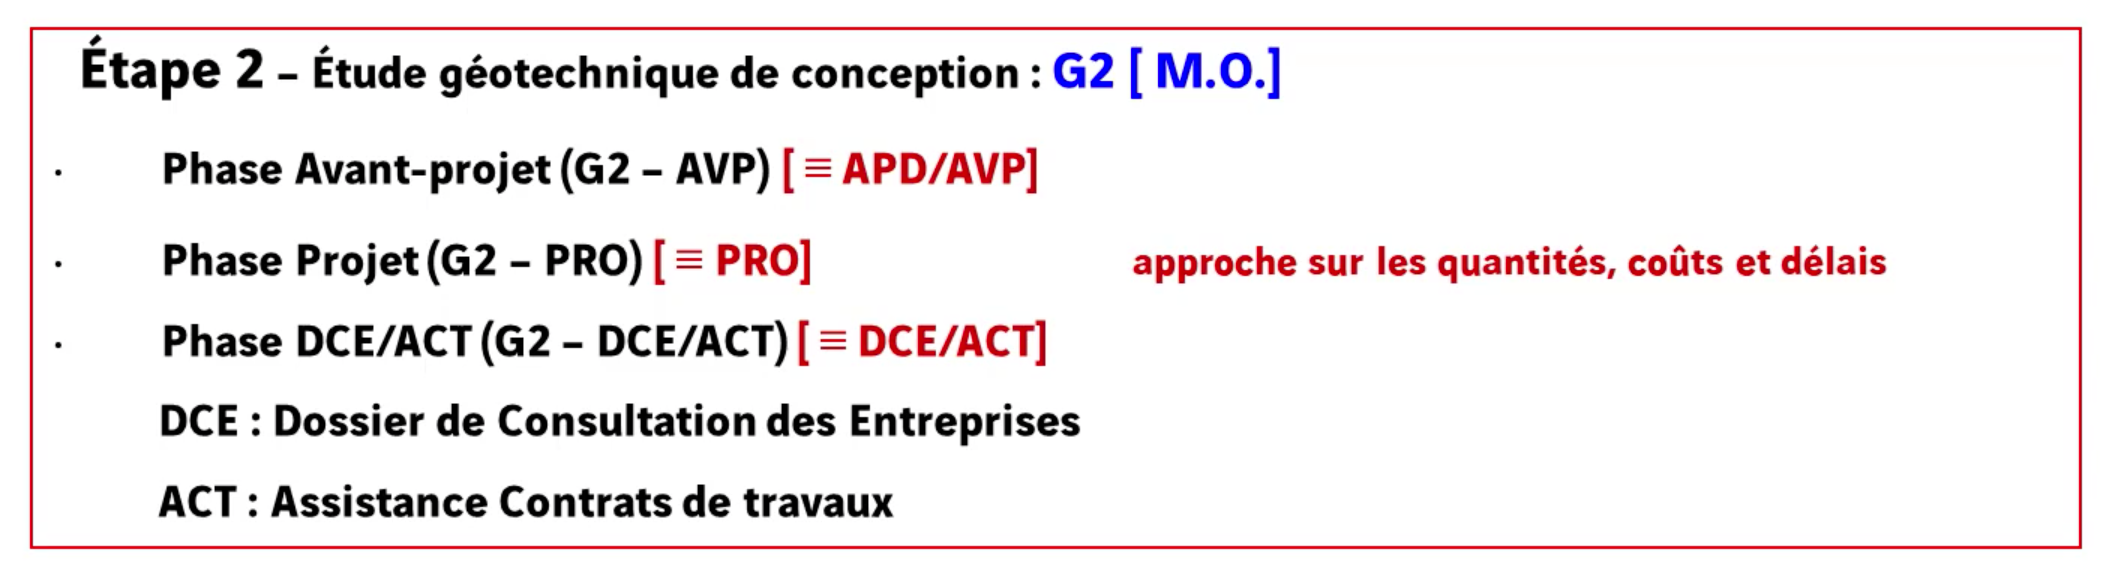 Étape 2 – Étude géotechnique de conception : G2 [ M.O.]
· Phase Avant-projet (G2 – AVP) [ ≡ APD/AVP]
· Phase Projet (G2 – PRO) [ ≡ PRO] approche sur les quantités, coûts et délais
· Phase DCE/ACT (G2 – DCE/ACT) [ ≡ DCE/ACT]
DCE : Dossier de Consultation des Entreprises
ACT : Assistance Contrats de travaux